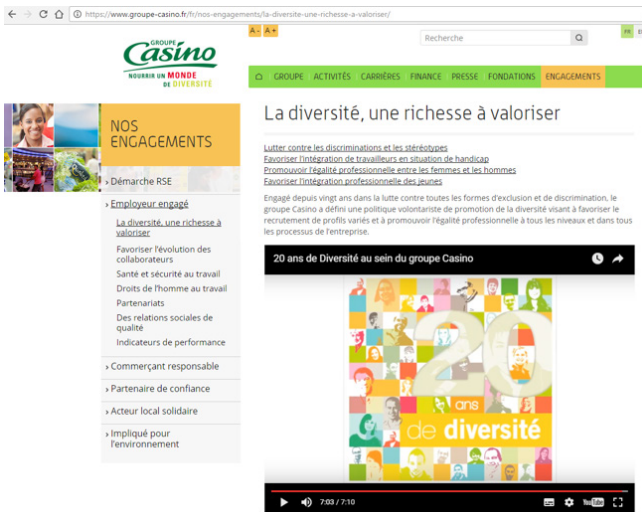 https://www.groupe-casino.fr/fr/nos-engagements/la-diversite-une-richesse-a-valoriser/
A- A+
Recherche
FR
GROUPE
Casino
NOURRIR UN MONDE
DE DIVERSITÉ
GROUPE ACTIVITÉS CARRIÈRES FINANCE PRESSE FONDATIONS ENGAGEMENTS
NOS
ENGAGEMENTS
› Démarche RSE
› Employeur engagé
La diversité, une richesse à
valoriser
Favoriser l'évolution des
collaborateurs
Santé et sécurité au travail
Droits de l'homme au travail
Partenariats
Des relations sociales de
qualité
Indicateurs de performance
› Commerçant responsable
› Partenaire de confiance
› Acteur local solidaire
› Impliqué pour
l'environnement
La diversité, une richesse à valoriser
Lutter contre les discriminations et les stéréotypes
Favoriser l'intégration de travailleurs en situation de handicap
Promouvoir l'égalité professionnelle entre les femmes et les hommes
Favoriser l'intégration professionnelle des jeunes
Engagé depuis vingt ans dans la lutte contre toutes les formes d'exclusion et de discrimination, le
groupe Casino a défini une politique volontariste de promotion de la diversité visant à favoriser le
recrutement de profils variés et à promouvoir l'égalité professionnelle à tous les niveaux et dans tous
les processus de l'entreprise.
20 ans de Diversité au sein du groupe Casino
20
ans
de diversité
7:03 / 7:10
YouTube